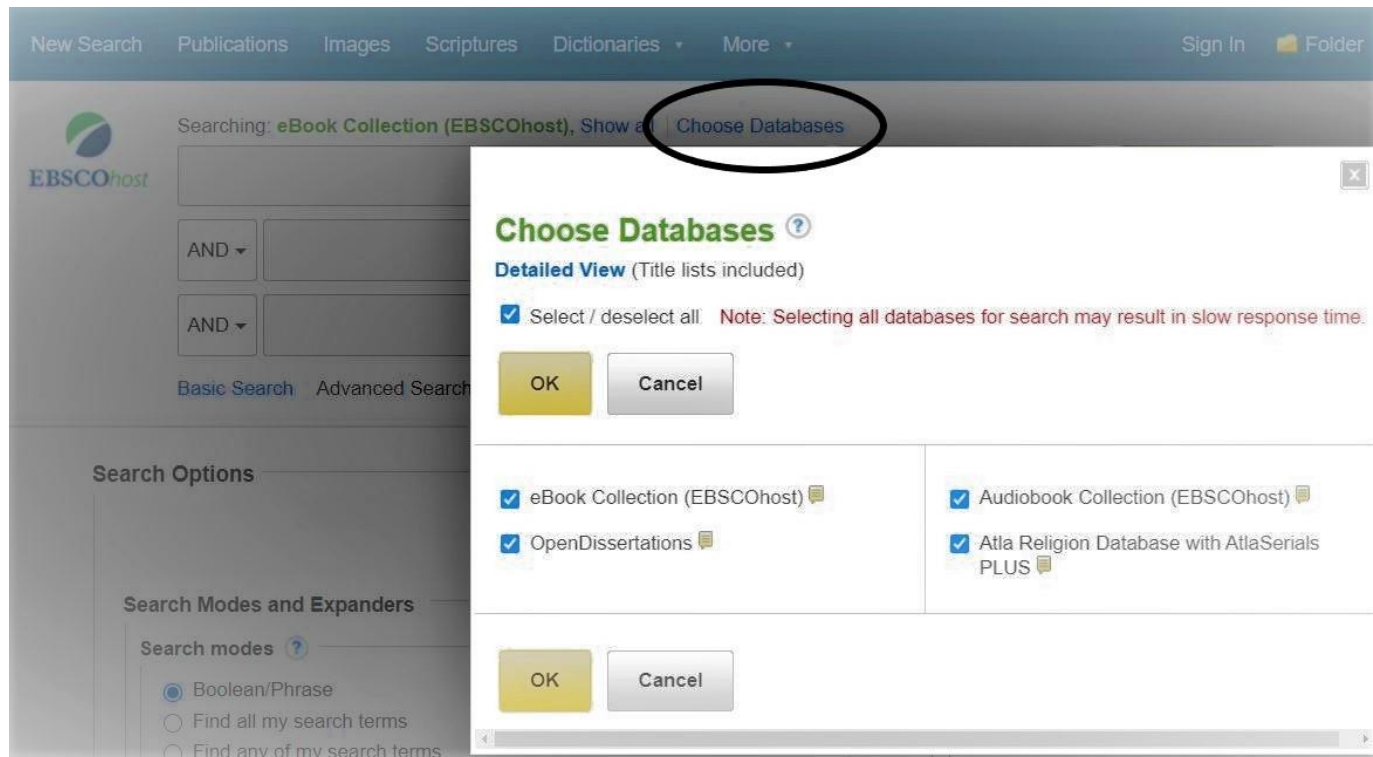 New Search Publications Images Scriptures Dictionaries More Sign In Folder
Searching: eBook Collection (EBSCOhost), Show all Choose Databases
EBSCOhost
AND
AND
Basic Search Advanced Search
Search Options
Search Modes and Expanders
Search modes ?
Boolean/Phrase
Find all my search terms
Find any of my search terms
x
Choose Databases ?
Detailed View (Title lists included)
Select / deselect all Note: Selecting all databases for search may result in slow response time.
OK Cancel
eBook Collection (EBSCOhost) Audiobook Collection (EBSCOhost)
OpenDissertations Atla Religion Database with AtlaSerials
PLUS
OK Cancel